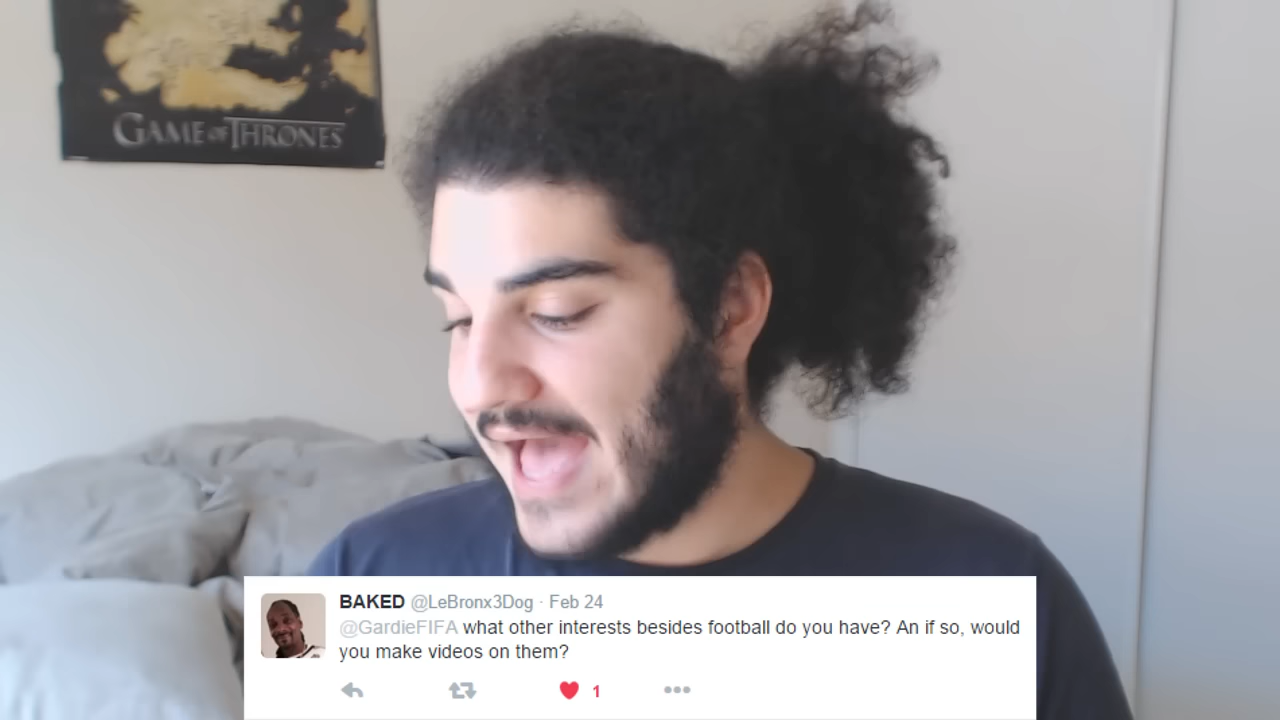 GAME OF THRONES
BAKED @LeBronx3Dog · Feb 24
@GardieFIFA what other interests besides football do you have? An if so, would
you make videos on them?
1